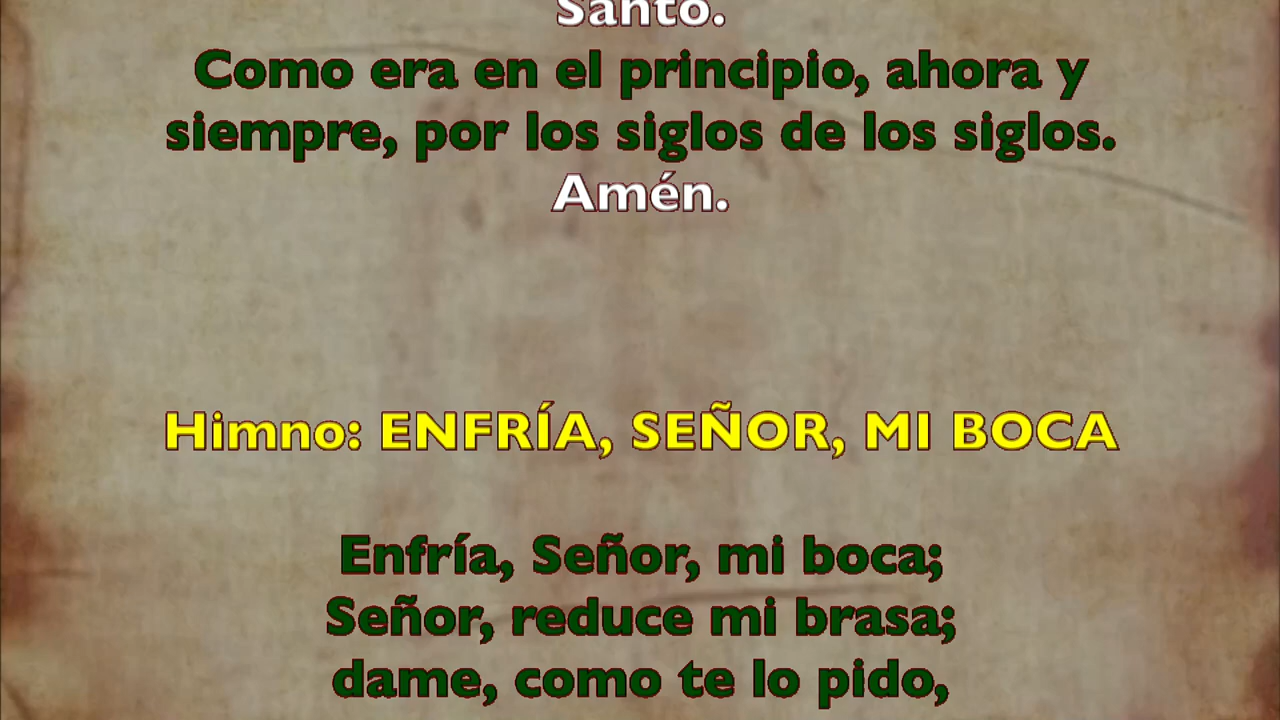 Santo.
Como era en el principio, ahora y
siempre, por los siglos de los siglos.
Amén.
Himno: ENFRÍA, SEÑOR, MI BOCA
Enfría, Señor, mi boca;
Señor, reduce mi brasa;
dame, como te lo pido,